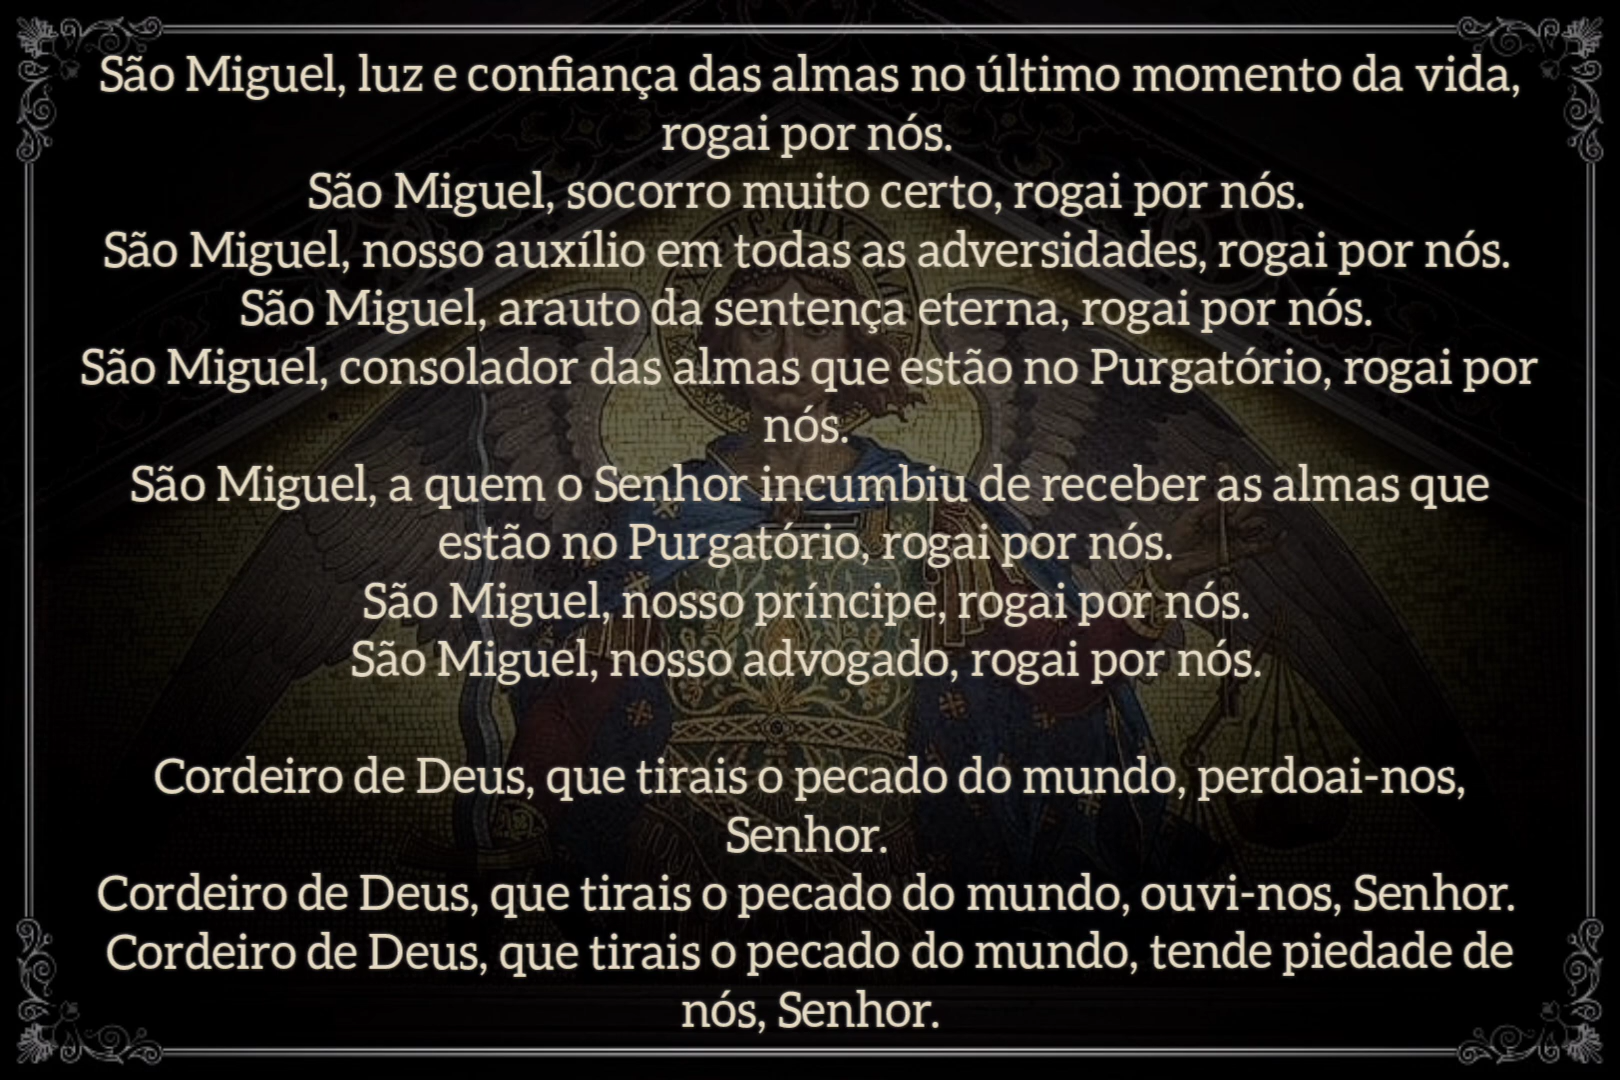 São Miguel, luz e confiança das almas no último momento da vida,
rogai por nós.
São Miguel, socorro muito certo, rogai por nós.
São Miguel, nosso auxílio em todas as adversidades, rogai por nós.
São Miguel, arauto da sentença eterna, rogai por nós.
São Miguel, consolador das almas que estão no Purgatório, rogai por
nós.
São Miguel, a quem o Senhor incumbiu de receber as almas que
estão no Purgatório, rogai por nós.
São Miguel, nosso príncipe, rogai por nós.
São Miguel, nosso advogado, rogai por nós.
Cordeiro de Deus, que tirais o pecado do mundo, perdoai-nos,
Senhor.
Cordeiro de Deus, que tirais o pecado do mundo, ouvi-nos, Senhor.
Cordeiro de Deus, que tirais o pecado do mundo, tende piedade de
nós, Senhor.